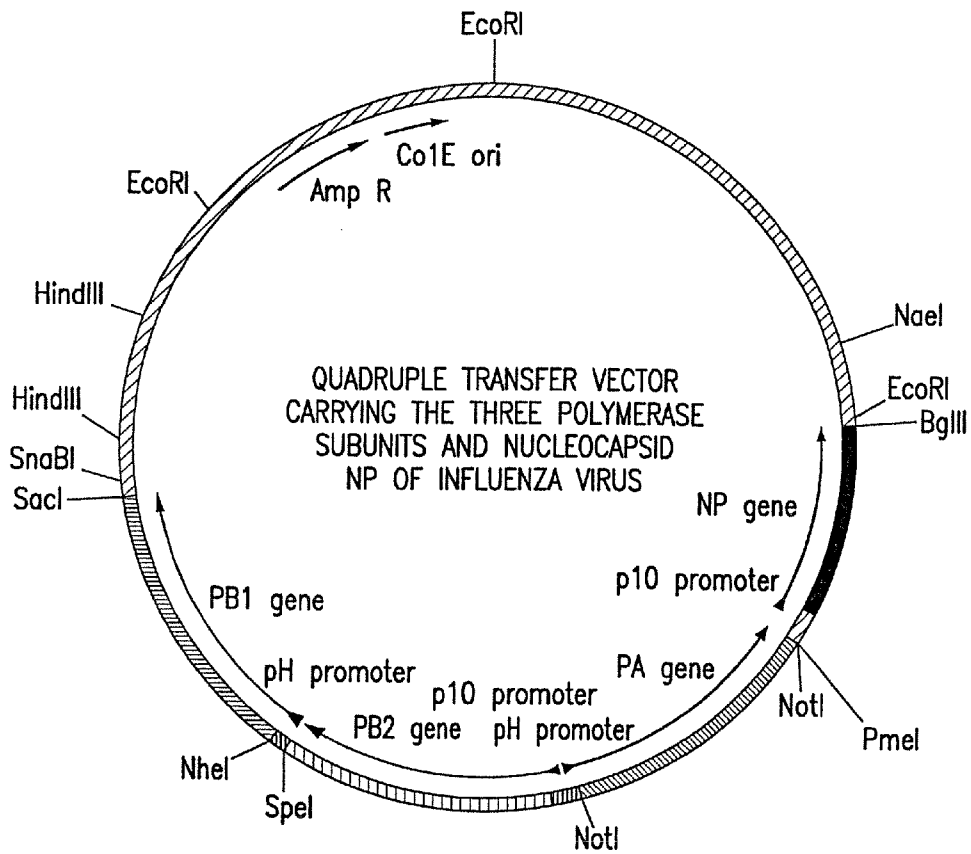 EcoRI
Co1E ori
EcoRI
Amp R
HindIII
NaeI
QUADRUPLE TRANSFER VECTOR
CARRYING THE THREE POLYMERASE
SUBUNITS AND NUCLEOCAPSID
NP OF INFLUENZA VIRUS
HindIII
EcoRI
BglII
SnaBI
SacI
NP gene
p10 promoter
PB1 gene
pH promoter
PA gene
p10 promoter
NotI
PB2 gene
pH promoter
PmeI
NheI
SpeI
NotI